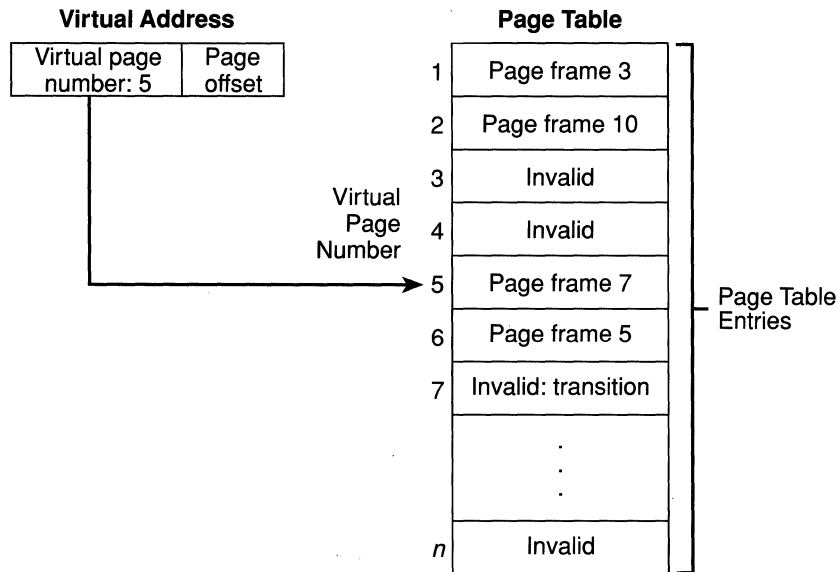 Virtual Address
Virtual page
number: 5
Page
offset
Virtual
Page
Number
Page Table
1
Page frame 3
2
Page frame 10
3
Invalid
4
Invalid
5
Page frame 7
6
Page frame 5
7
Invalid: transition
.
.
.
n
Invalid
Page Table
Entries